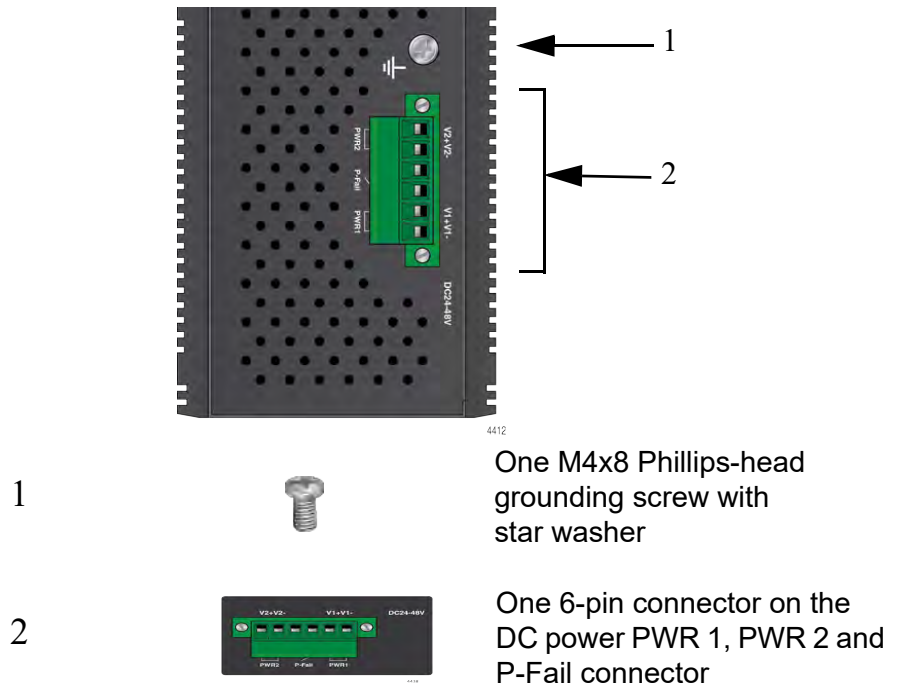 1
V2+V2-
PWR2
P-Fail
2
PWR1
V1+V1-
DC24-48V
4412
1
One M4x8 Phillips-head
grounding screw with
star washer
2
V2+V2- V1+V1- DC24-48V
PWR2 P-Fail PWR1
One 6-pin connector on the
DC power PWR 1, PWR 2 and
P-Fail connector